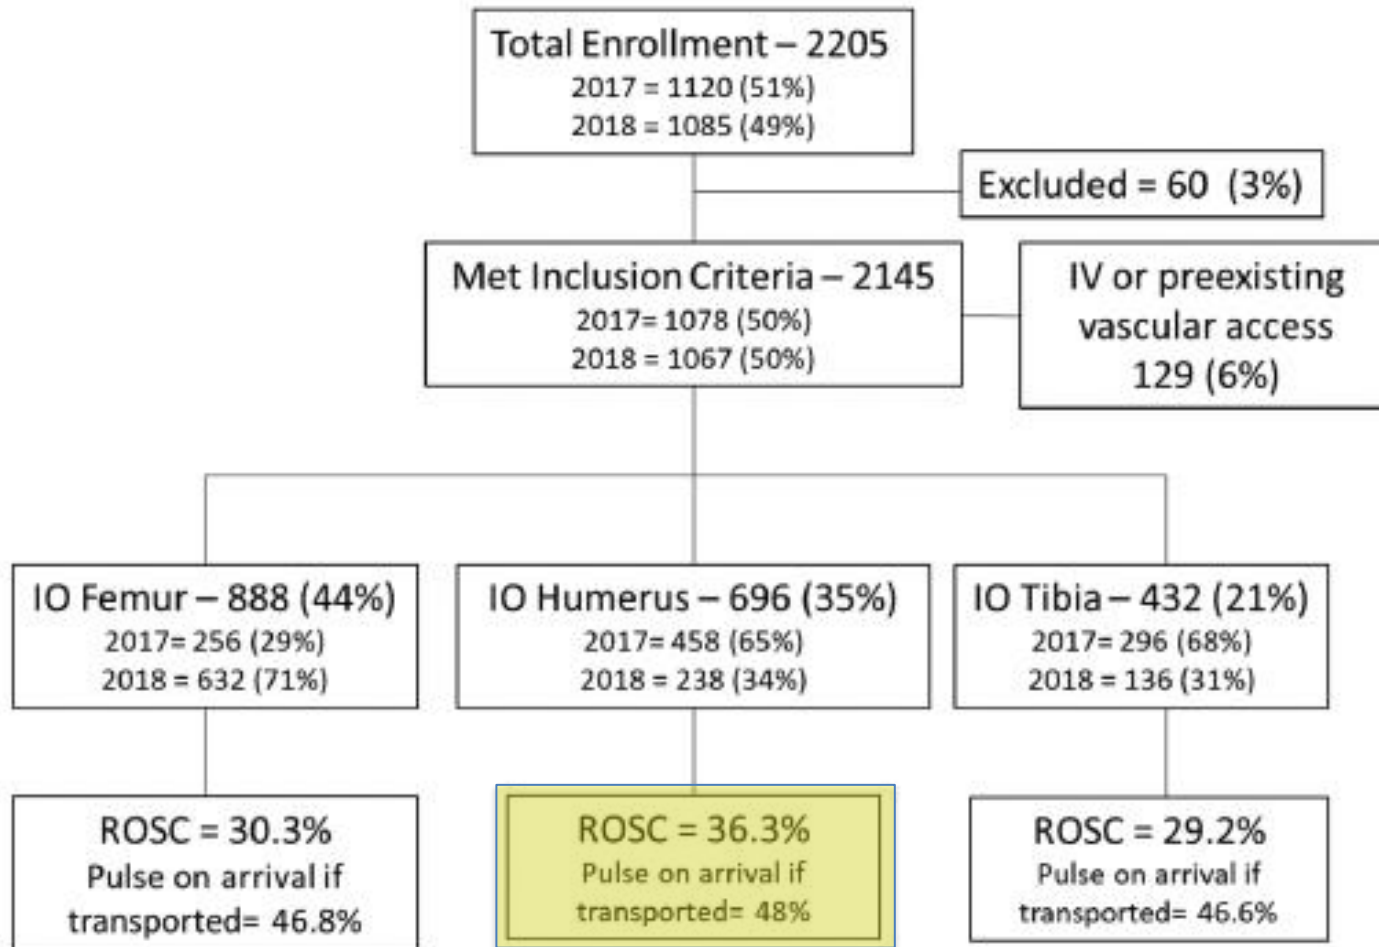 Total Enrollment – 2205
2017 = 1120 (51%)
2018 = 1085 (49%)
Excluded = 60 (3%)
Met Inclusion Criteria – 2145
2017= 1078 (50%)
2018 = 1067 (50%)
IV or preexisting
vascular access
129 (6%)
IO Femur – 888 (44%)
2017= 256 (29%)
2018 = 632 (71%)
IO Humerus – 696 (35%)
2017= 458 (65%)
2018 = 238 (34%)
IO Tibia – 432 (21%)
2017= 296 (68%)
2018 = 136 (31%)
ROSC = 30.3%
Pulse on arrival if
transported= 46.8%
ROSC = 36.3%
Pulse on arrival if
transported= 48%
ROSC = 29.2%
Pulse on arrival if
transported= 46.6%